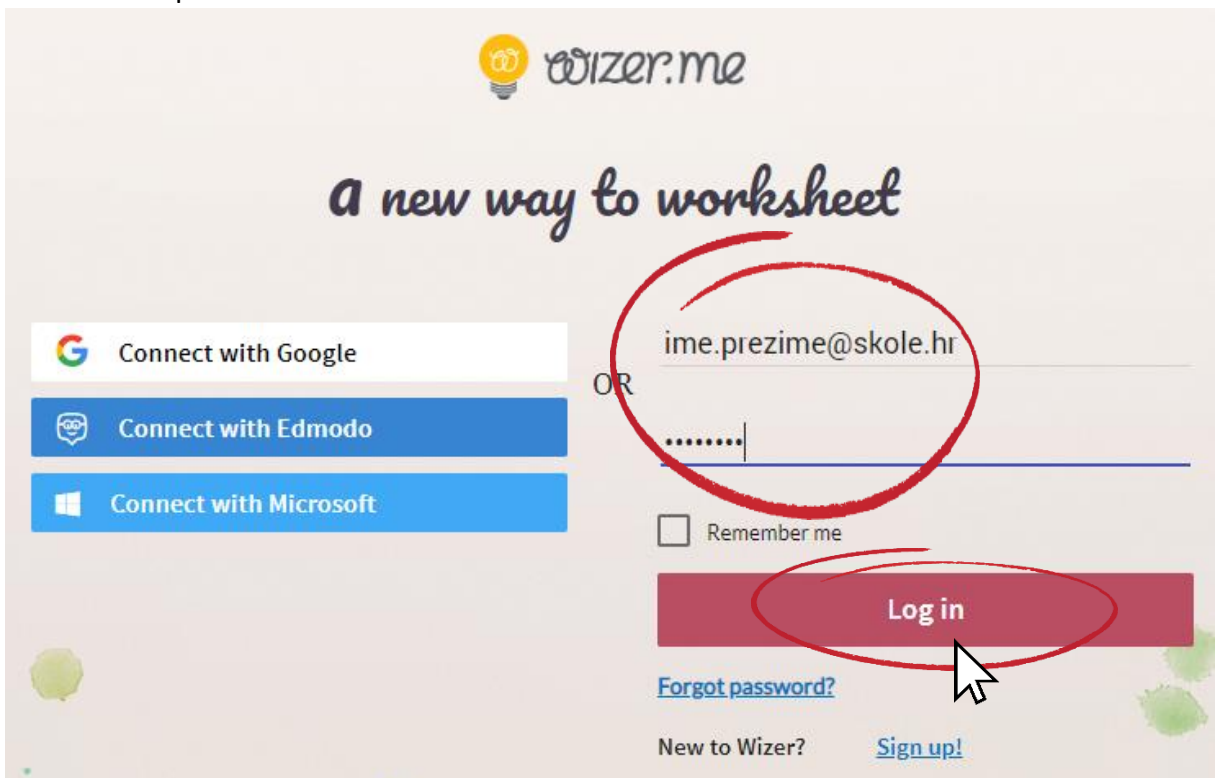 wizer.me
a new way to worksheet
Connect with Google
Connect with Edmodo
Connect with Microsoft
OR
ime.prezime@skole.hr
••••••••
Remember me
Log in
Forgot password?
New to Wizer? Sign up!